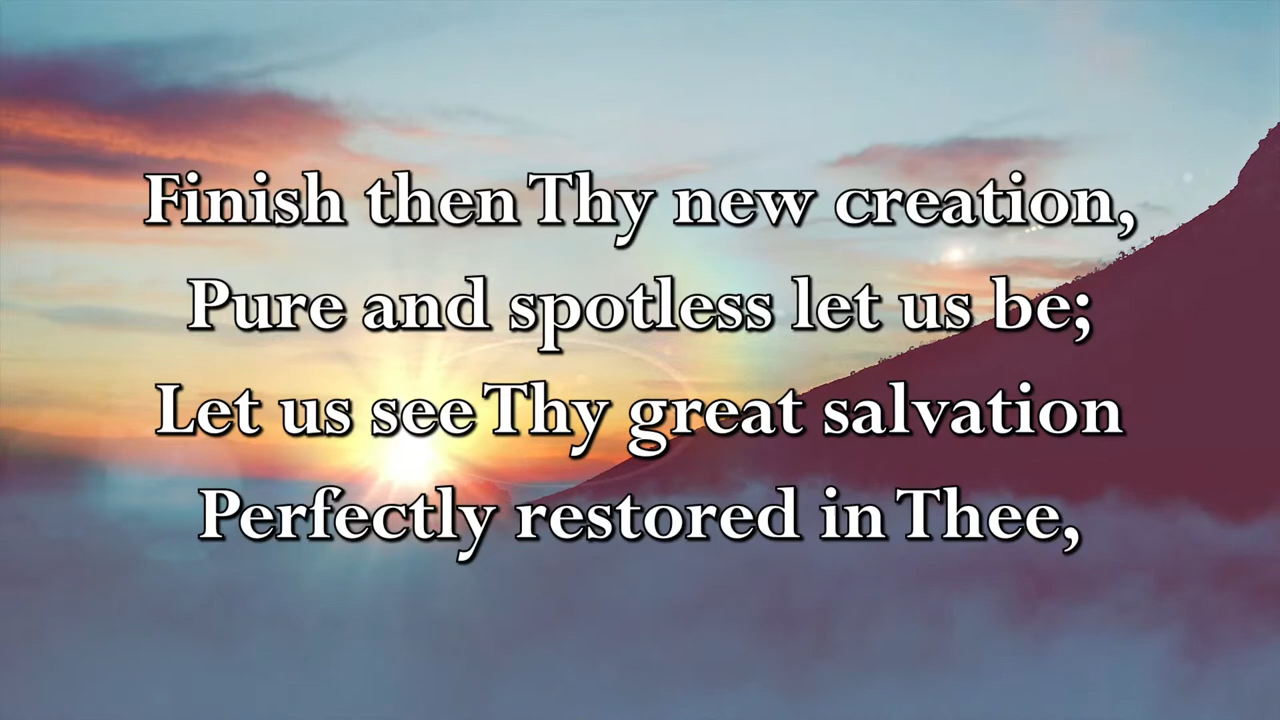 Finish then Thy new creation,
Pure and spotless let us be;
Let us see Thy great salvation
Perfectly restored in Thee,